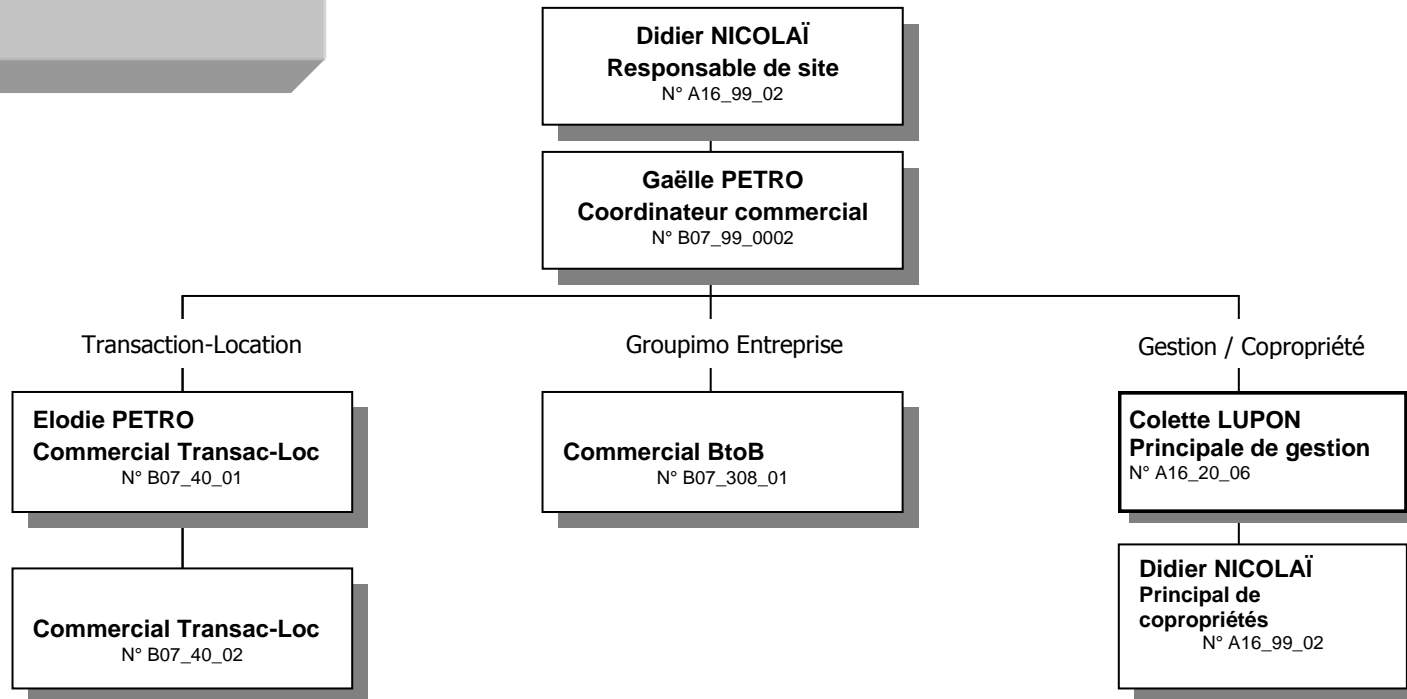 Didier NICOLAÏ
Responsable de site
N° A16_99_02
Gaëlle PETRO
Coordinateur commercial
N° B07_99_0002
Transaction-Location
Groupimo Entreprise
Gestion / Copropriété
Elodie PETRO
Commercial Transac-Loc
N° B07_40_01
Commercial BtoB
N° B07_308_01
Colette LUPON
Principale de gestion
N° A16_20_06
Commercial Transac-Loc
N° B07_40_02
Didier NICOLAÏ
Principal de
copropriétés
N° A16_99_02